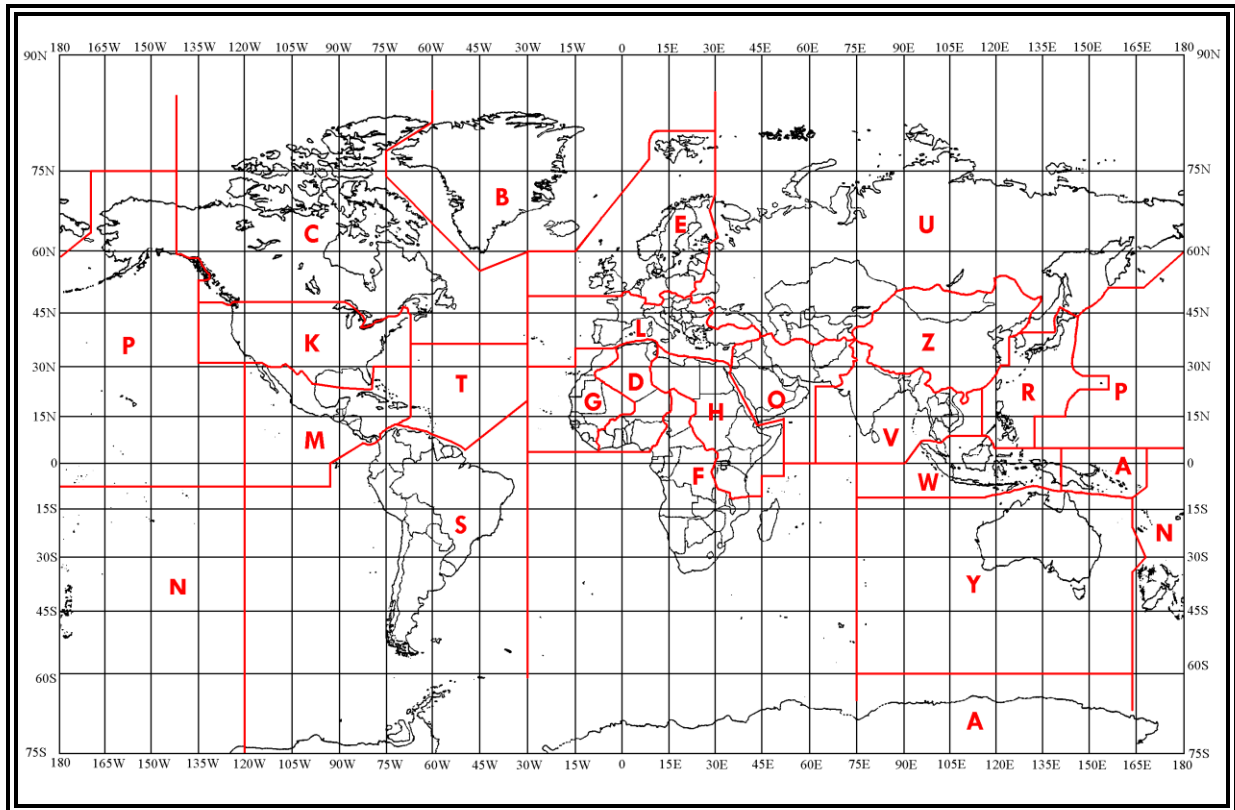 180 165W 150W 135W 120W 105W 90W 75W 60W 45W 30W 15W 0 15E 30E 45E 60E 75E 90E 105E 120E 135E 150E 165E 180
90N 90N
75N 75N
B E U
C
60N 60N
45N 45N
P K L Z
30N 30N
T D G H O R P
15N 15N
M V
0 A 0
F W
15S 15S
S N
30S 30S
N Y
45S 45S
60S 60S
A
75S 75S
180 165W 150W 135W 120W 105W 90W 75W 60W 45W 30W 15W 0 15E 30E 45E 60E 75E 90E 105E 120E 135E 150E 165E 180